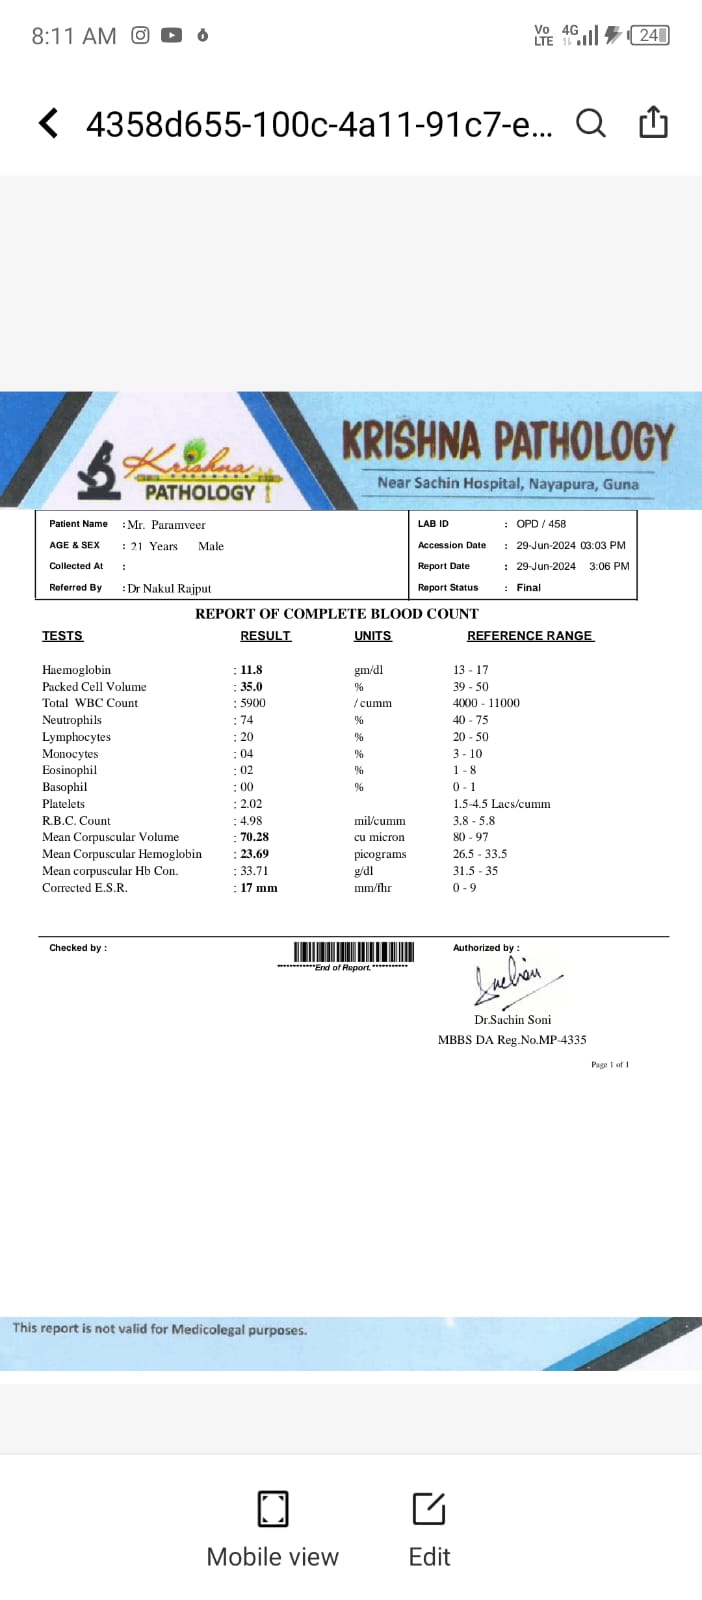 8:11 AM Vo LTE 4G 24
4358d655-100c-4a11-91c7-e...
Krishna PATHOLOGY
KRISHNA PATHOLOGY
Near Sachin Hospital, Nayapura, Guna
Patient Name : Mr. Paramveer LAB ID : OPD / 458
AGE & SEX : 21 Years Male Accession Date : 29-Jun-2024 03:03 PM
Collected At : Report Date : 29-Jun-2024 3:06 PM
Referred By : Dr Nakul Rajput Report Status : Final
REPORT OF COMPLETE BLOOD COUNT
TESTS RESULT UNITS REFERENCE RANGE
Haemoglobin : 11.8 gm/dl 13 - 17
Packed Cell Volume : 35.0 % 39 - 50
Total WBC Count : 5900 / cumm 4000 - 11000
Neutrophils : 74 % 40 - 75
Lymphocytes : 20 % 20 - 50
Monocytes : 04 % 3 - 10
Eosinophil : 02 % 1 - 8
Basophil : 00 % 0 - 1
Platelets : 2.02 1.5-4.5 Lacs/cumm
R.B.C. Count : 4.98 mil/cumm 3.8 - 5.8
Mean Corpuscular Volume : 70.28 cu micron 80 - 97
Mean Corpuscular Hemoglobin : 23.69 picograms 26.5 - 33.5
Mean corpuscular Hb Con. : 33.71 g/dl 31.5 - 35
Corrected E.S.R. : 17 mm mm/fhr 0 - 9
Checked by : Authorized by :
************End of Report.************
Dr.Sachin Soni
MBBS DA Reg.No.MP-4335
Page 1 of 1
This report is not valid for Medicolegal purposes.
Mobile view Edit